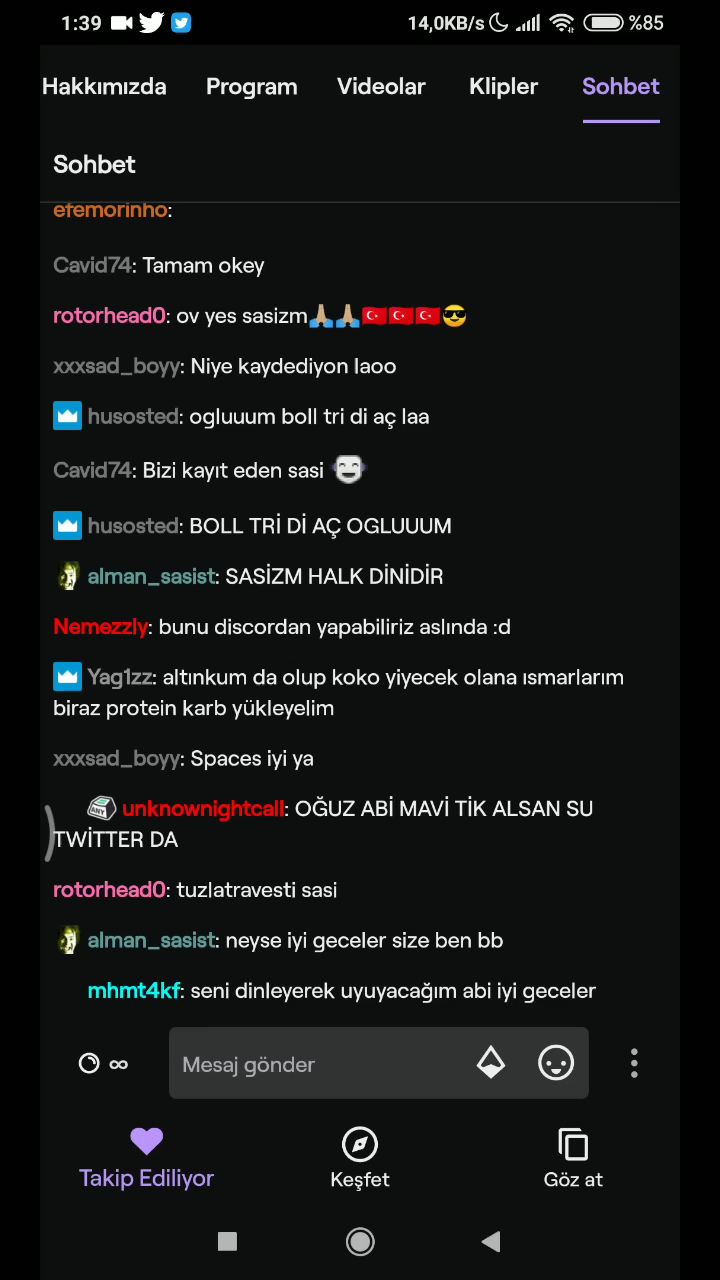 1:39 14,0KB/s %85
Hakkımızda Program Videolar Klipler Sohbet
Sohbet
efemorinho:
Cavid74: Tamam okey
rotorhead0: ov yes sasizm🙏🏼🙏🏼🇹🇷🇹🇷🇹🇷😎
xxxsad_boyy: Niye kaydediyon laoo
husosted: ogluuum boll tri di aç laa
Cavid74: Bizi kayıt eden sasi
husosted: BOLL TRİ Dİ AÇ OGLUUUM
alman_sasist: SASİZM HALK DİNİDİR
Nemezzly: bunu discordan yapabiliriz aslında :d
Yag1zz: altınkum da olup koko yiyecek olana ısmarlarım
biraz protein karb yükleyelim
xxxsad_boyy: Spaces iyi ya
ANY unknownightcall: OĞUZ ABİ MAVİ TİK ALSAN SU
TWİTTER DA
rotorhead0: tuzlatravesti sasi
alman_sasist: neyse iyi geceler size ben bb
mhmt4kf: seni dinleyerek uyuyacağım abi iyi geceler
∞ Mesaj gönder
Takip Ediliyor Keşfet Göz at